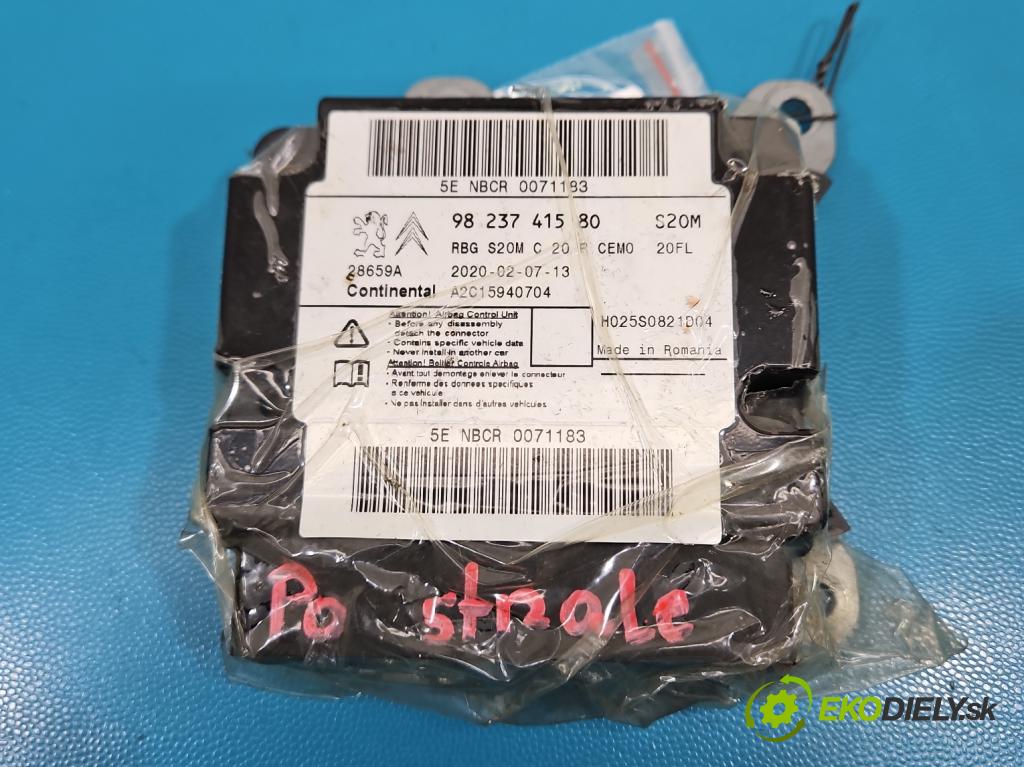 5E NBCR 0071183
98 237 415 80 S20M
RBG S20M C 20 R CEMO 20FL
28659A 2020-02-07-13
Continental A2C15940704
Attention! Airbag Control Unit
- Before any disassembly
detach the connector
- Contains specific vehicle data
- Never install in another car
Attention! Boitier Controle Airbag
- Avant tout demontage enlever le connecteur
- Renferme des donnees specifiques
a ce vehicule
- Ne pas installer dans d'autres vehicules
H025S0821D04
Made in Romania
5E NBCR 0071183
Po strzale
EKODIELY.sk